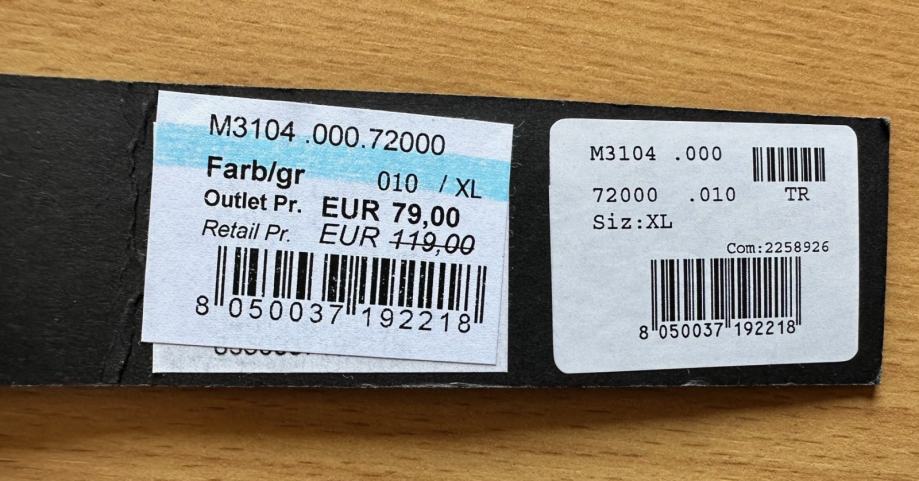 M3104 .000.72000
Farb/gr 010 / XL
Outlet Pr. EUR 79,00
Retail Pr. EUR 119,00
8 050037 192218
M3104 .000
72000 .010 TR
Siz:XL
Com:2258926
8 050037 192218